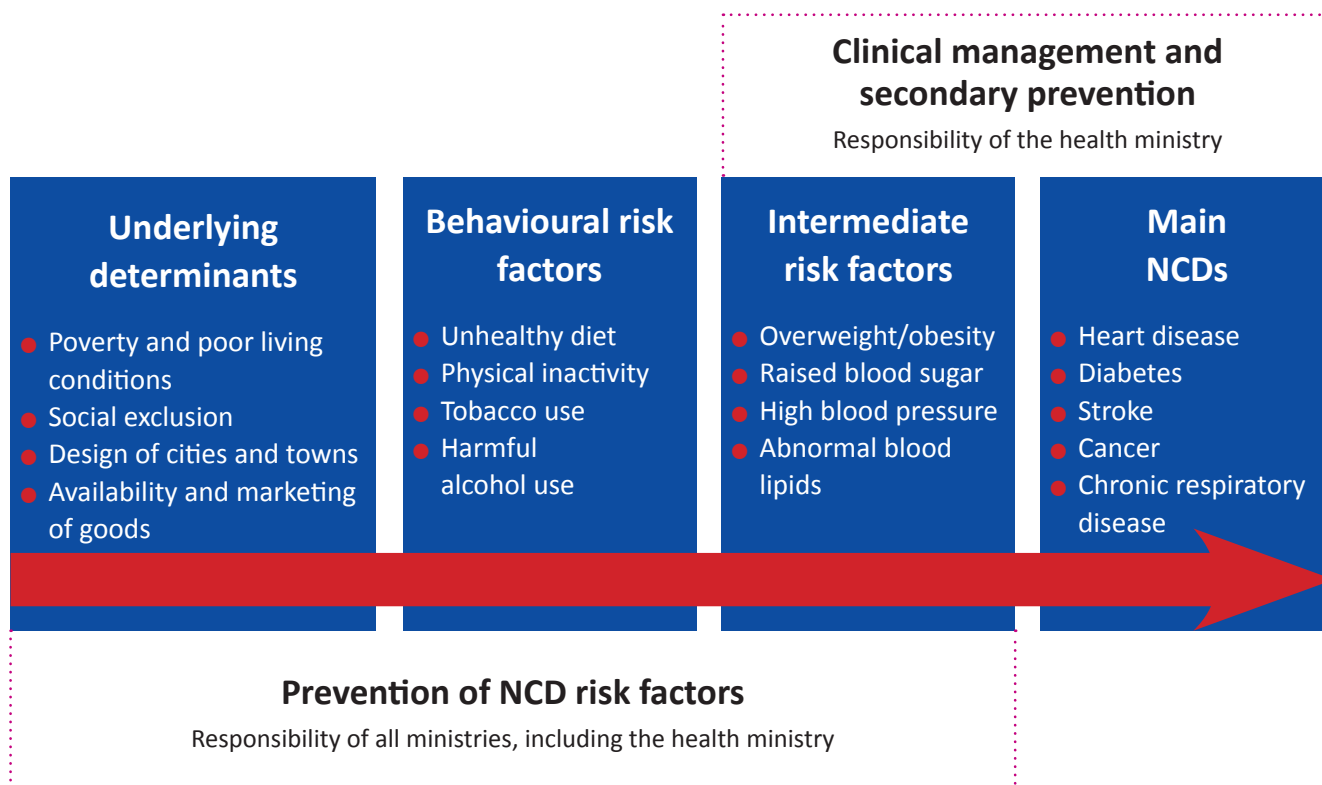 Clinical management and
secondary prevention
Responsibility of the health ministry
Underlying
determinants
Poverty and poor living
conditions
Social exclusion
Design of cities and towns
Availability and marketing
of goods
Behavioural risk
factors
Unhealthy diet
Physical inactivity
Tobacco use
Harmful
alcohol use
Intermediate
risk factors
Overweight/obesity
Raised blood sugar
High blood pressure
Abnormal blood
lipids
Main
NCDs
Heart disease
Diabetes
Stroke
Cancer
Chronic respiratory
disease
Prevention of NCD risk factors
Responsibility of all ministries, including the health ministry